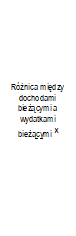 Różnica między
dochodami
bieżącymi a
wydatkami
bieżącymi x